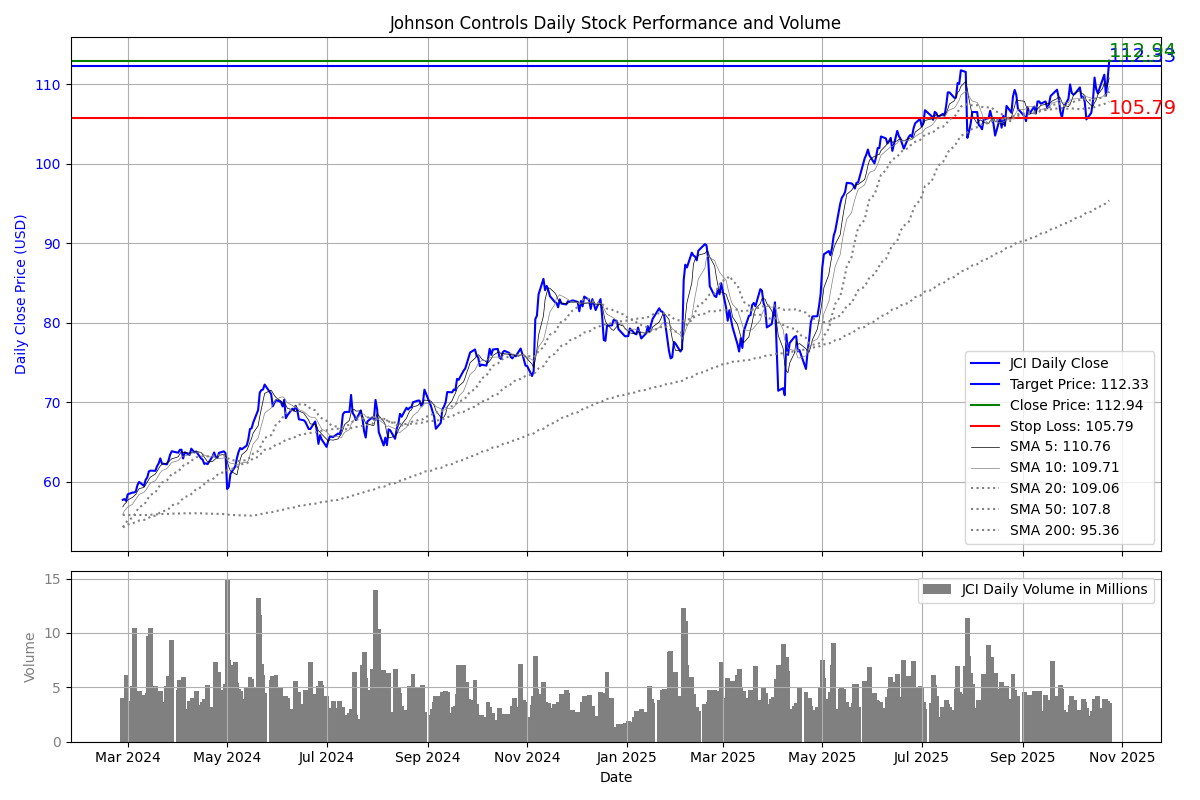 Johnson Controls Daily Stock Performance and Volume
112.94
112.33
105.79
110
100
90
80
70
60
Daily Close Price (USD)
JCI Daily Close
Target Price: 112.33
Close Price: 112.94
Stop Loss: 105.79
SMA 5: 110.76
SMA 10: 109.71
SMA 20: 109.06
SMA 50: 107.8
SMA 200: 95.36
15
10
5
0
Volume
JCI Daily Volume in Millions
Mar 2024 May 2024 Jul 2024 Sep 2024 Nov 2024 Jan 2025 Mar 2025 May 2025 Jul 2025 Sep 2025 Nov 2025
Date